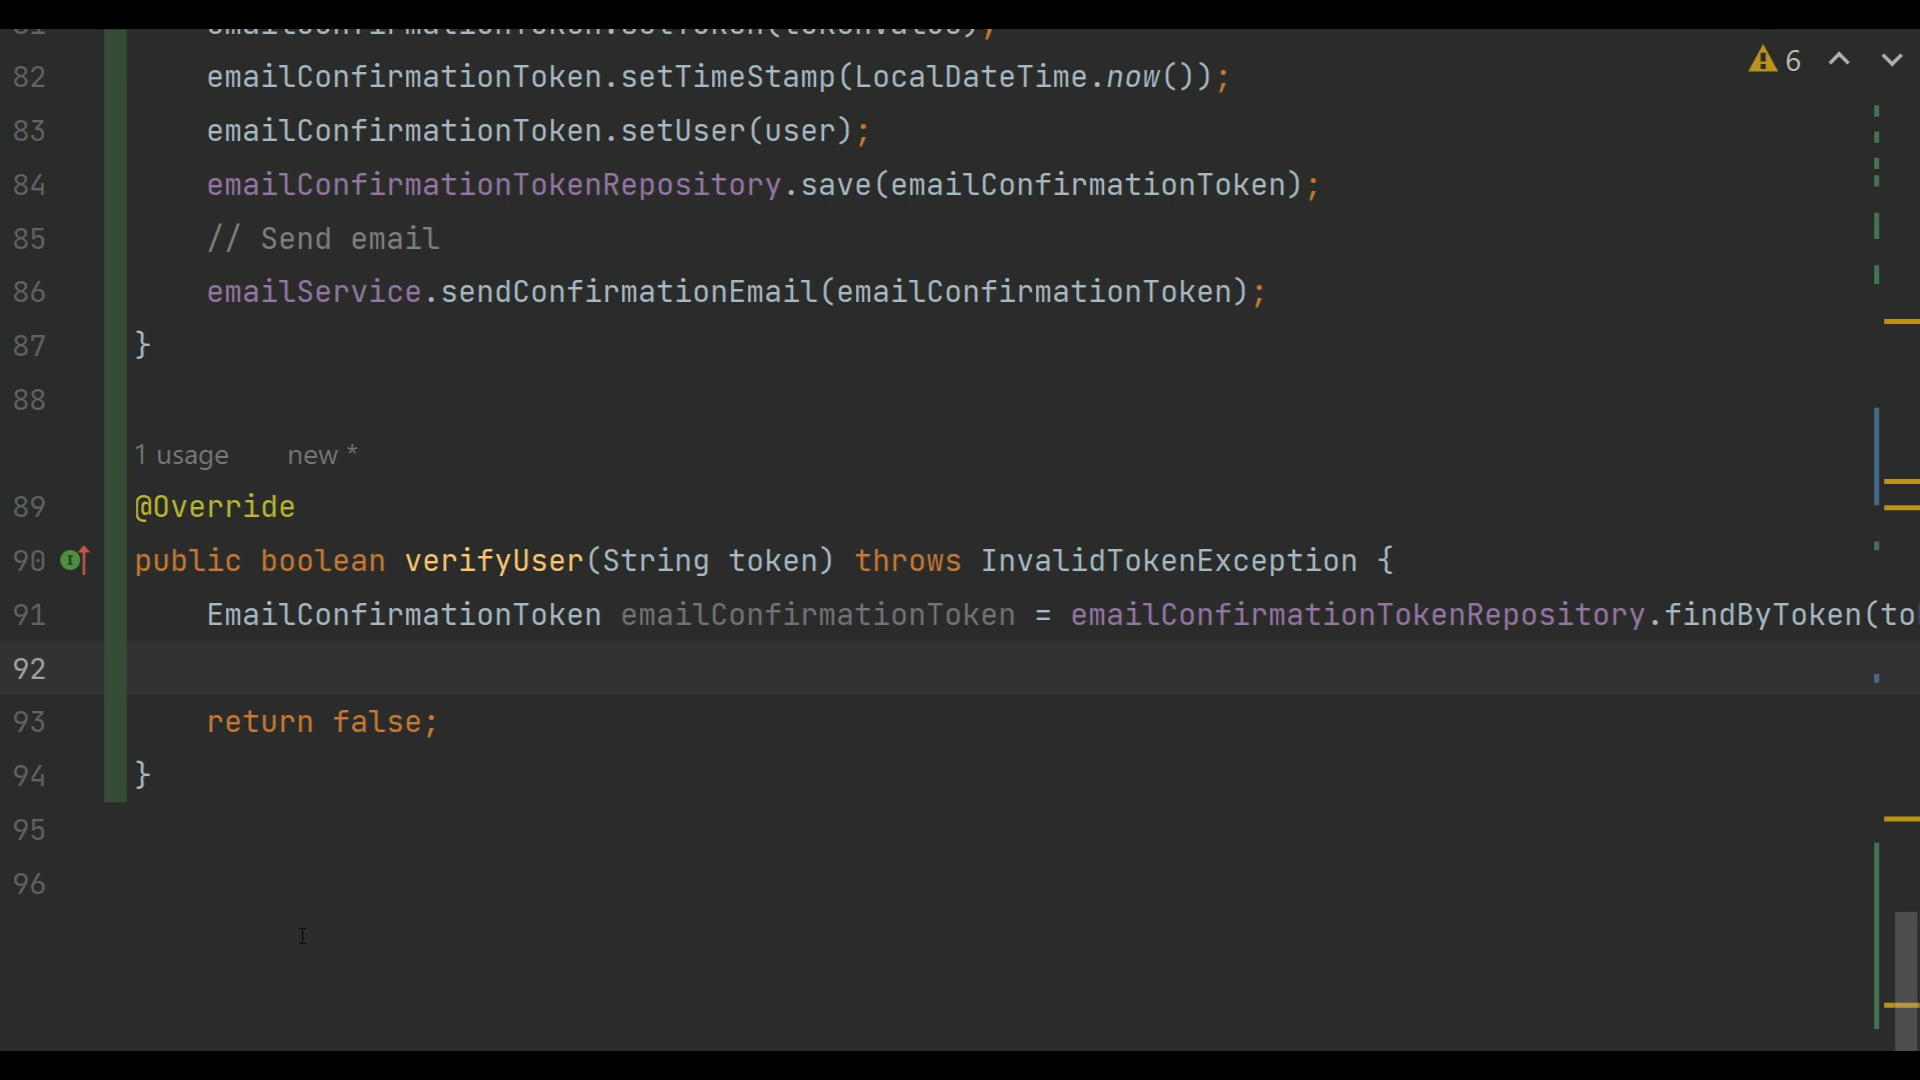 82 emailConfirmationToken.setTimeStamp(LocalDateTime.now());
6
83 emailConfirmationToken.setUser(user);
84 emailConfirmationTokenRepository.save(emailConfirmationToken);
85 // Send email
86 emailService.sendConfirmationEmail(emailConfirmationToken);
87 }
88
1 usage new *
89 @Override
90 public boolean verifyUser(String token) throws InvalidTokenException {
91 EmailConfirmationToken emailConfirmationToken = emailConfirmationTokenRepository.findByToken(to
92
93 return false;
94 }
95
96